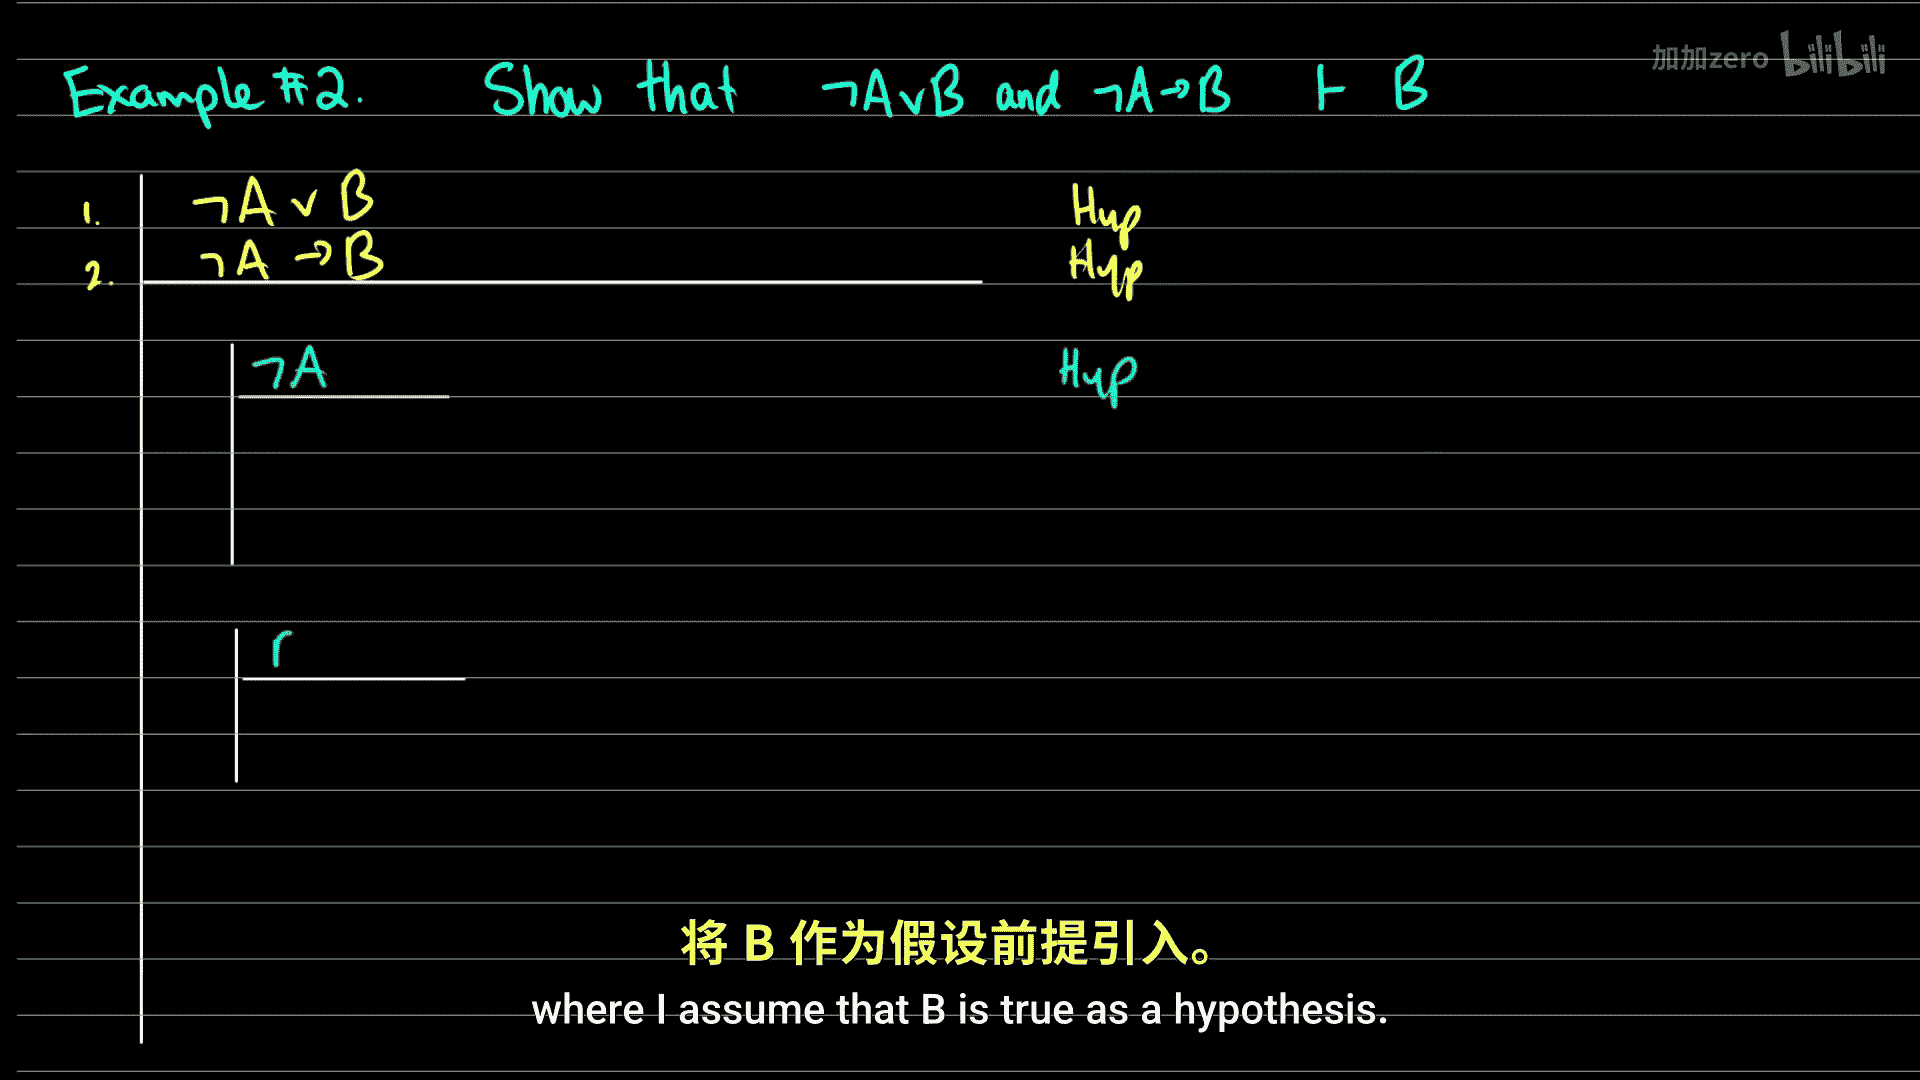 加加zero bilibili
Example #2. Show that ¬A∨B and ¬A→B ⊢ B
1. ¬A ∨ B Hyp
2. ¬A → B Hyp
¬A Hyp
将 B 作为假设前提引入。
where I assume that B is true as a hypothesis.